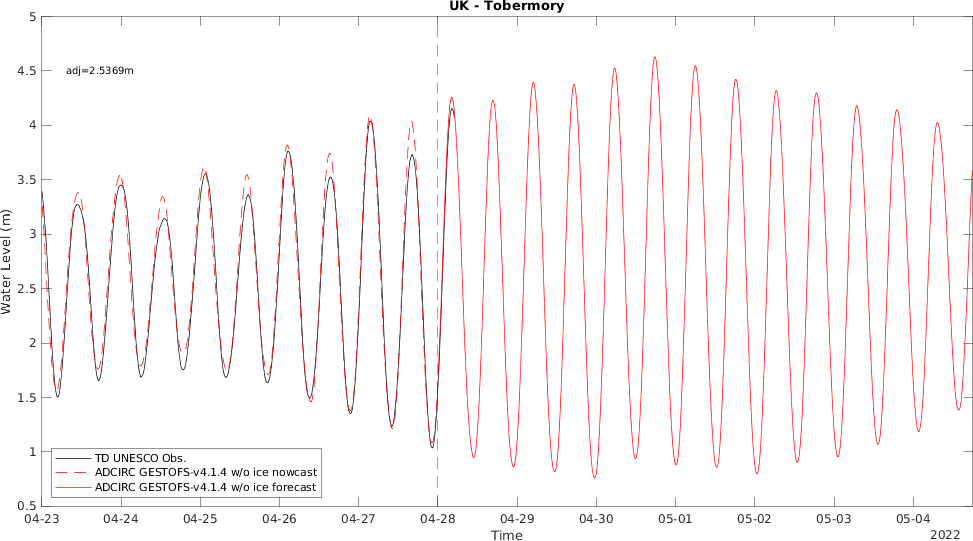 UK - Tobermory
5
4.5
4
3.5
3
2.5
2
1.5
1
0.5
Water Level (m)
adj=2.5369m
TD UNESCO Obs.
ADCIRC GESTOFS-v4.1.4 w/o ice nowcast
ADCIRC GESTOFS-v4.1.4 w/o ice forecast
04-23 04-24 04-25 04-26 04-27 04-28 04-29 04-30 05-01 05-02 05-03 05-04
Time
2022